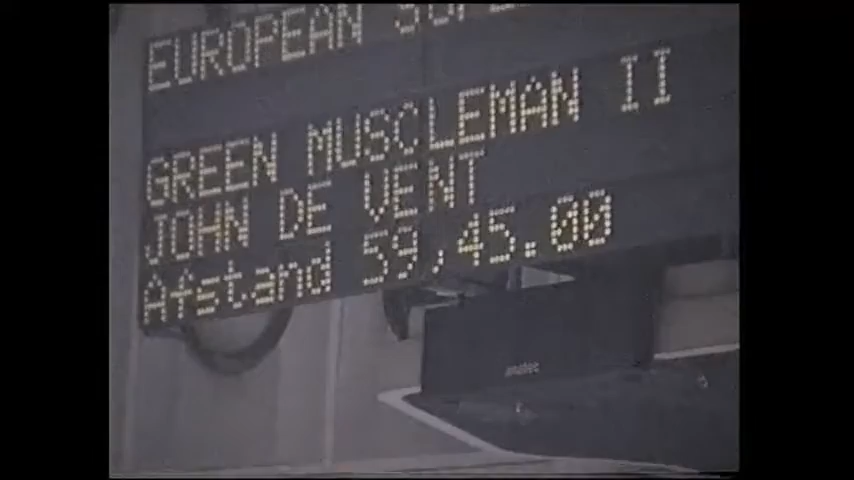 EUROPEAN
GREEN MUSCLEMAN II
JOHN DE VENT
Afstand 59,45.00